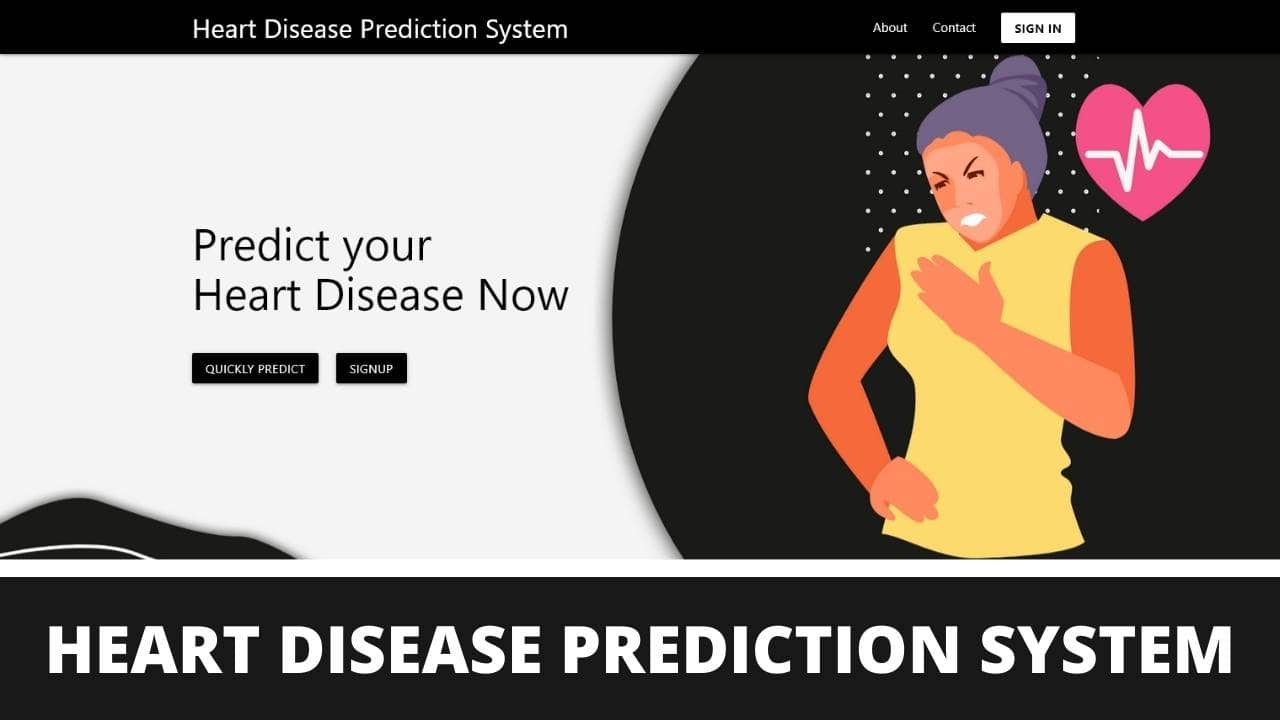 Heart Disease Prediction System
About
Contact
SIGN IN
Predict your
Heart Disease Now
QUICKLY PREDICT
SIGNUP
HEART DISEASE PREDICTION SYSTEM